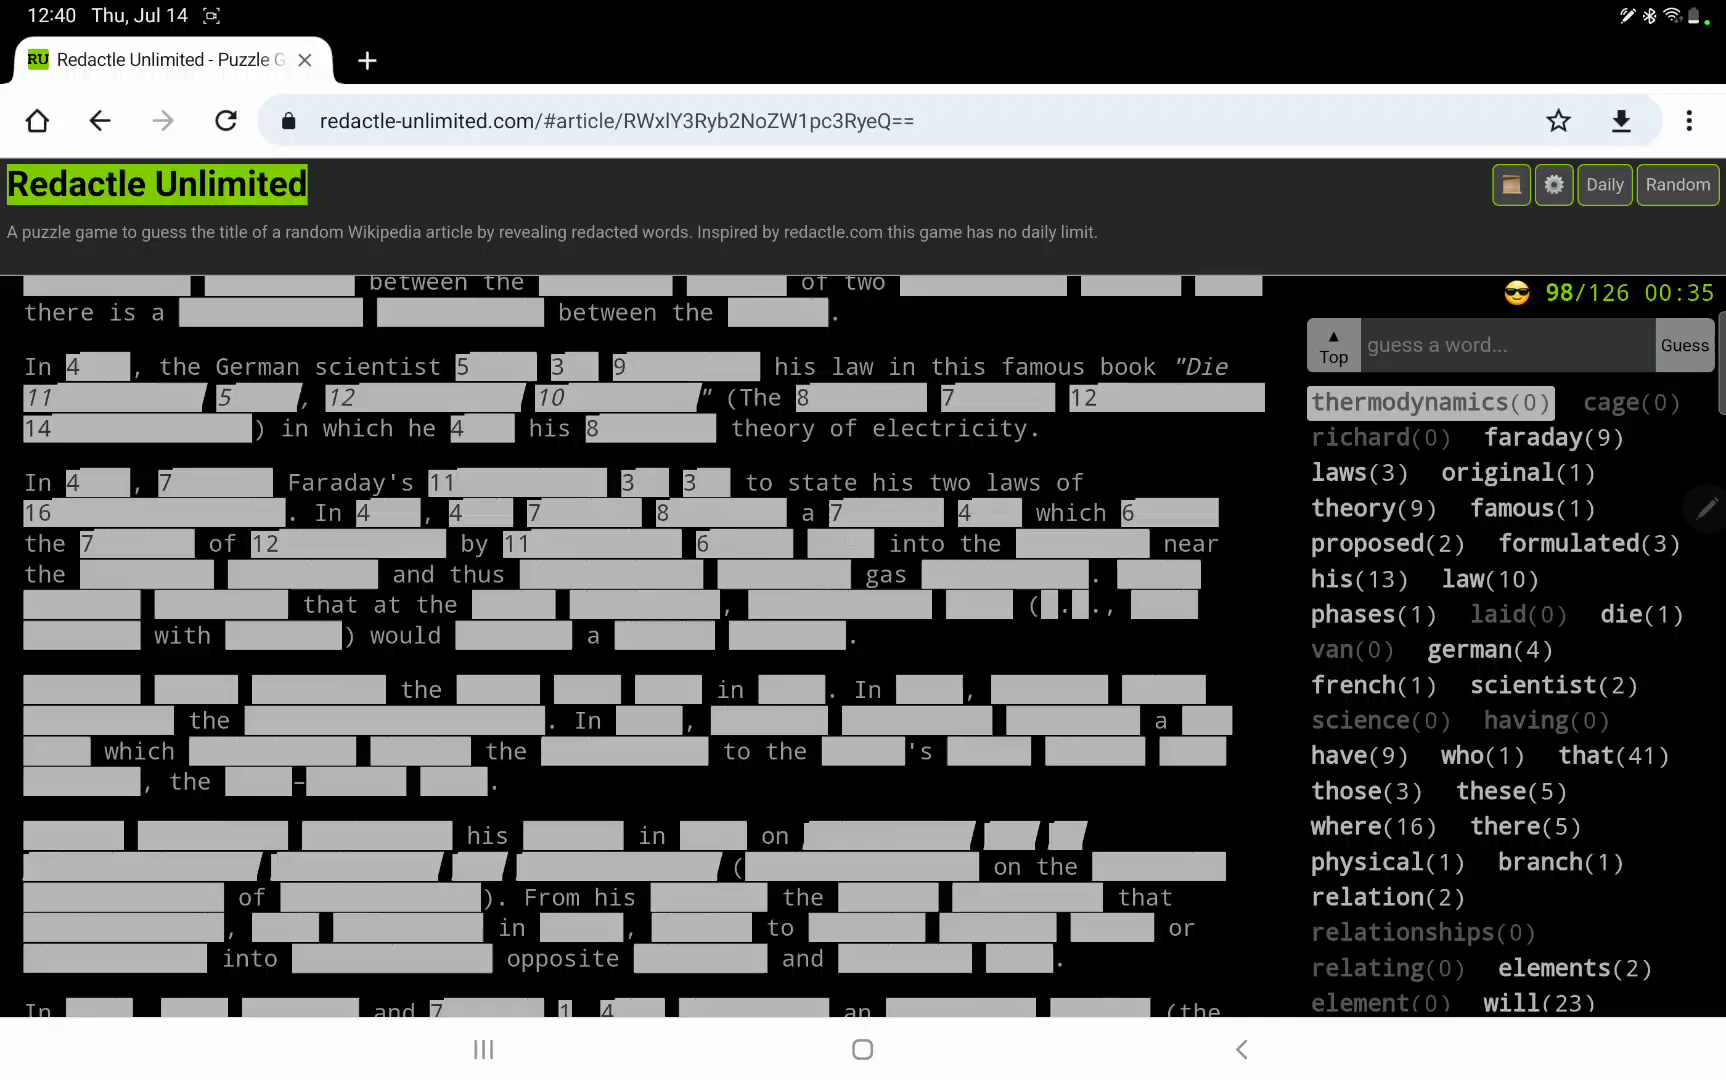 12:40 Thu, Jul 14
RU Redactle Unlimited - Puzzle G
redactle-unlimited.com/#article/RWxlY3Ryb2NoZW1pc3RyeQ==
Redactle Unlimited
Daily Random
A puzzle game to guess the title of a random Wikipedia article by revealing redacted words. Inspired by redactle.com this game has no daily limit.
between the of two
there is a between the .
In 4 , the German scientist 5 3 9 his law in this famous book "Die
11 5 , 12 10 " (The 8 7 12
14 ) in which he 4 his 8 theory of electricity.
In 4 , 7 Faraday's 11 3 3 to state his two laws of
16 . In 4 , 4 7 8 a 7 4 which 6
the 7 of 12 by 11 6 into the near
the and thus gas .
that at the , ( . ., 
with ) would a .
the in . In ,
the . In , a
which the to the 's
, the – .
his in on
( on the
of ). From his the that
, in , to or
into opposite and .
In and 7 1 4 an (the
98/126 00:35
▲ Top guess a word... Guess
thermodynamics(0) cage(0)
richard(0) faraday(9)
laws(3) original(1)
theory(9) famous(1)
proposed(2) formulated(3)
his(13) law(10)
phases(1) laid(0) die(1)
van(0) german(4)
french(1) scientist(2)
science(0) having(0)
have(9) who(1) that(41)
those(3) these(5)
where(16) there(5)
physical(1) branch(1)
relation(2)
relationships(0)
relating(0) elements(2)
element(0) will(23)